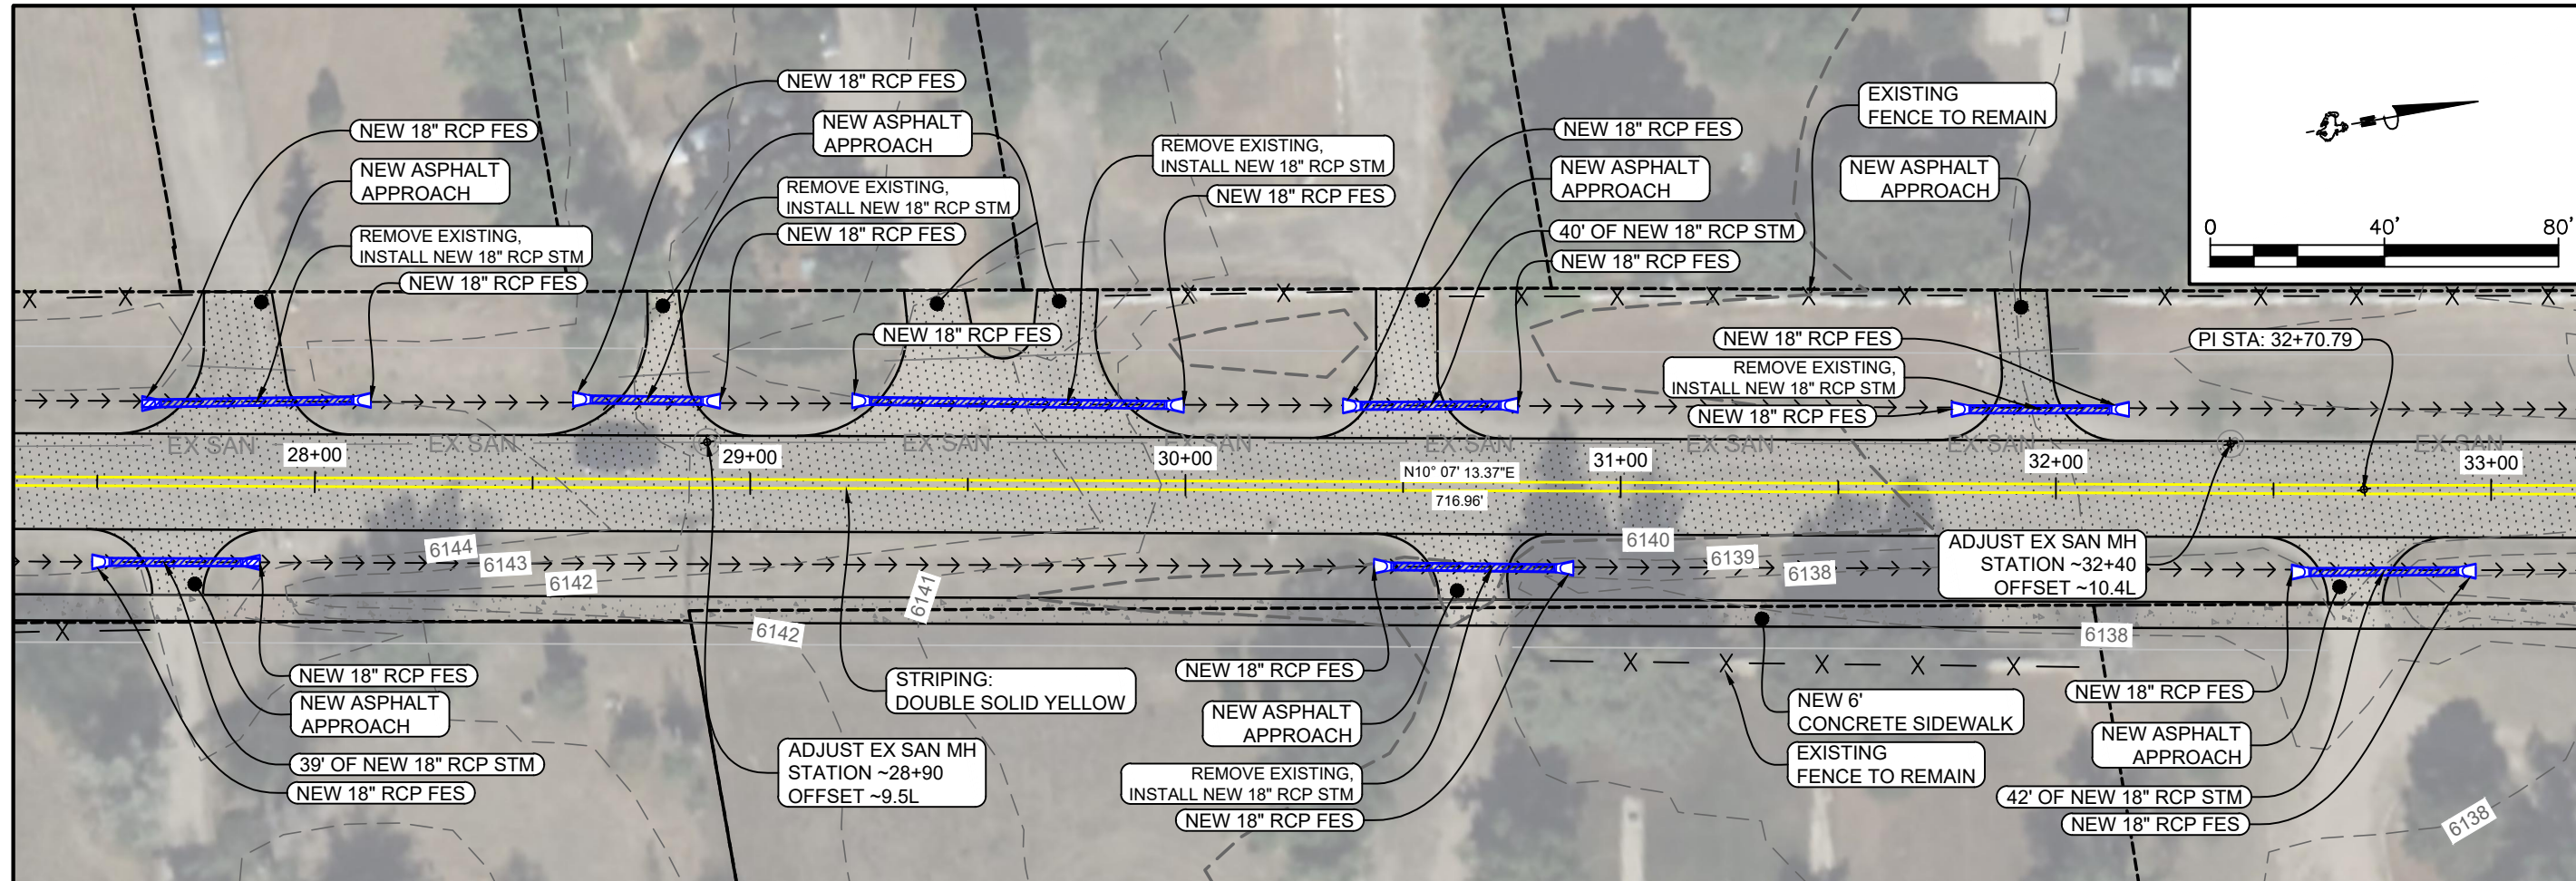 NEW 18" RCP FES
NEW ASPHALT
APPROACH
REMOVE EXISTING,
INSTALL NEW 18" RCP STM
NEW 18" RCP FES
NEW 18" RCP FES
NEW ASPHALT
APPROACH
REMOVE EXISTING,
INSTALL NEW 18" RCP STM
NEW 18" RCP FES
NEW 18" RCP FES
REMOVE EXISTING,
INSTALL NEW 18" RCP STM
NEW 18" RCP FES
NEW 18" RCP FES
NEW ASPHALT
APPROACH
40' OF NEW 18" RCP STM
NEW 18" RCP FES
EXISTING
FENCE TO REMAIN
NEW ASPHALT
APPROACH
NEW 18" RCP FES
REMOVE EXISTING,
INSTALL NEW 18" RCP STM
NEW 18" RCP FES
0 40' 80'
PI STA: 32+70.79
EX SAN EX SAN EX SAN EX SAN EX SAN EX SAN EX SAN EX SAN
28+00 29+00 30+00 31+00 32+00 33+00
N10° 07' 13.37"E
716.96'
6144
6143
6142
6141
6142
6140
6139
6138
6138
6138
ADJUST EX SAN MH
STATION ~32+40
OFFSET ~10.4L
NEW 18" RCP FES
NEW ASPHALT
APPROACH
39' OF NEW 18" RCP STM
NEW 18" RCP FES
ADJUST EX SAN MH
STATION ~28+90
OFFSET ~9.5L
STRIPING:
DOUBLE SOLID YELLOW
NEW 18" RCP FES
NEW ASPHALT
APPROACH
REMOVE EXISTING,
INSTALL NEW 18" RCP STM
NEW 18" RCP FES
NEW 6'
CONCRETE SIDEWALK
EXISTING
FENCE TO REMAIN
NEW 18" RCP FES
NEW ASPHALT
APPROACH
42' OF NEW 18" RCP STM
NEW 18" RCP FES